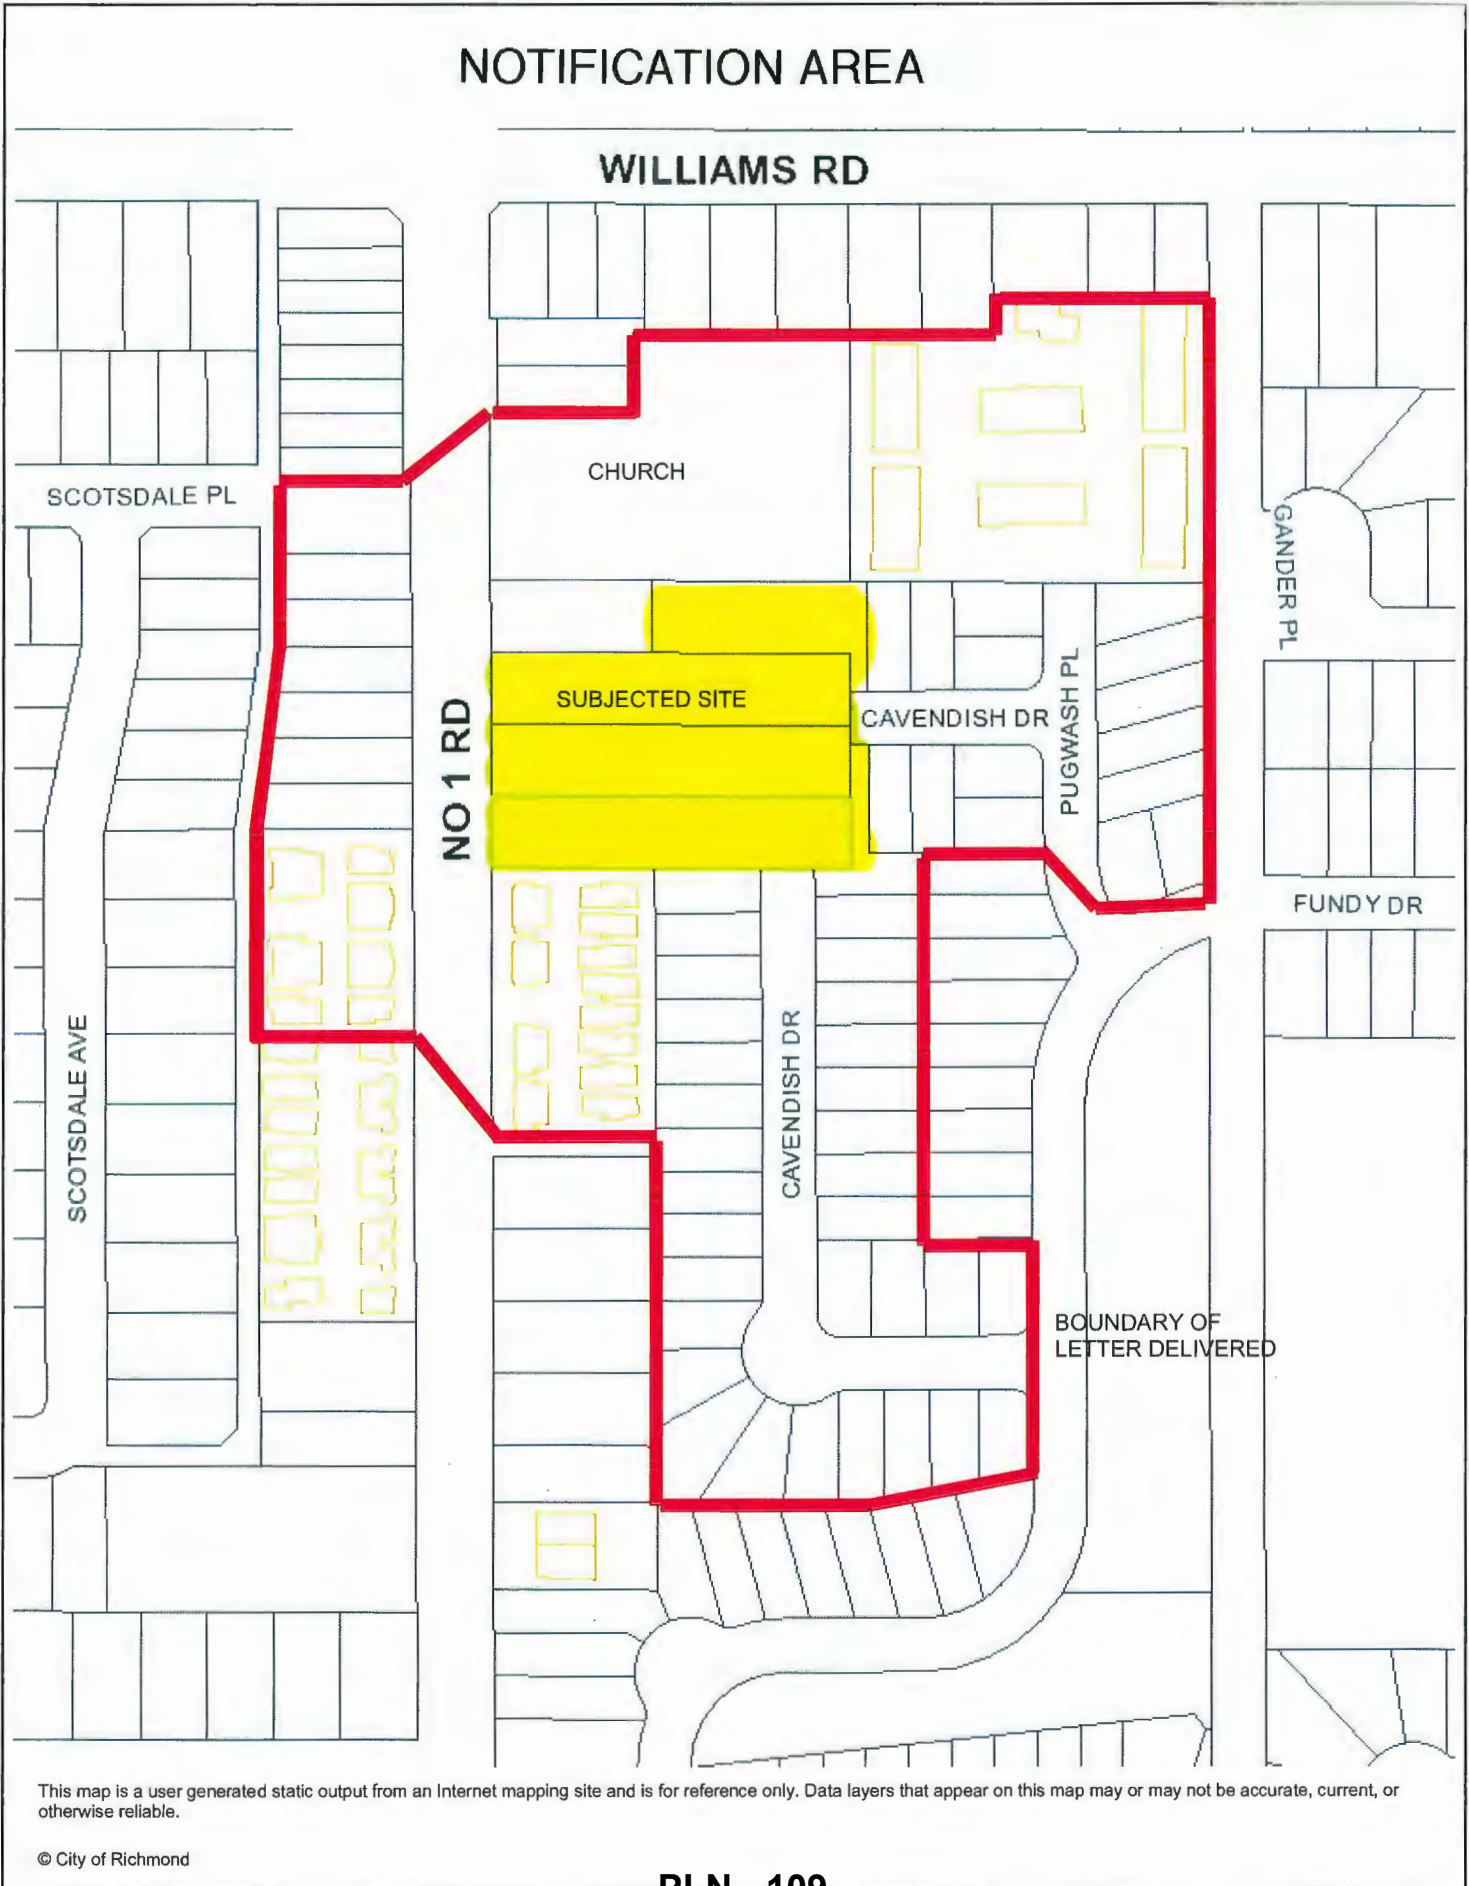 NOTIFICATION AREA
WILLIAMS RD
CHURCH
SCOTSDALE PL
GANDER PL
SUBJECTED SITE
CAVENDISH DR
PUGWASH PL
NO 1 RD
FUNDY DR
SCOTSDALE AVE
CAVENDISH DR
BOUNDARY OF
LETTER DELIVERED
This map is a user generated static output from an Internet mapping site and is for reference only. Data layers that appear on this map may or may not be accurate, current, or
otherwise reliable.
© City of Richmond
PLN - 109